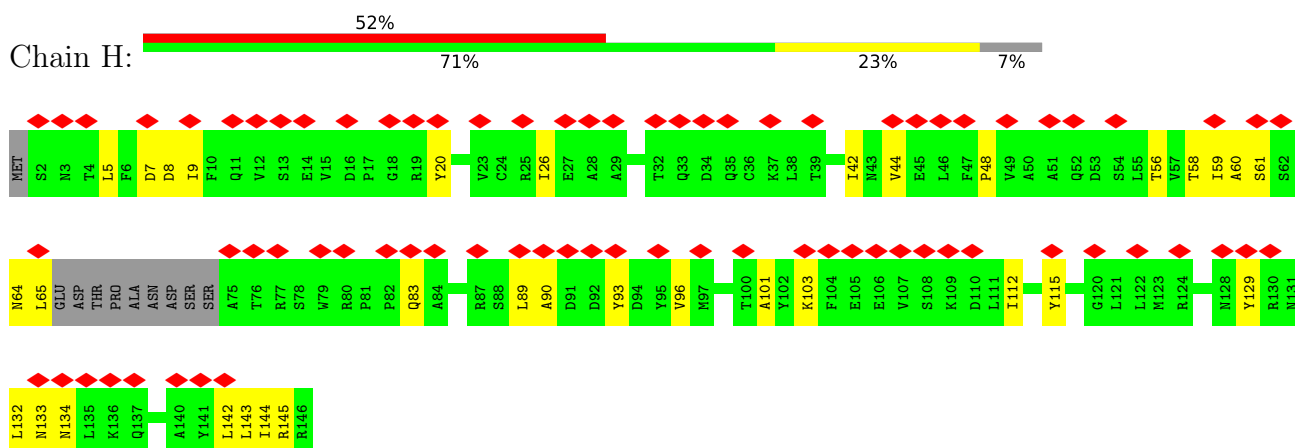 52%
Chain H:
71% 23% 7%
MET S2 N3 T4 L5 F6 D7 D8 I9 F10 Q11 V12 S13 E14 V15 D16 P17 G18 R19 Y20 V23 C24 R25 I26 E27 A28 A29 T32 Q33 D34 Q35 C36 K37 L38 T39 I42 N43 V44 E45 L46 F47 P48 V49 A50 A51 Q52 D53 S54 L55 T56 V57 T58 I59 A60 S61 S62
N64 L65 GLU ASP THR PRO ALA ASN ASP SER SER A75 T76 R77 S78 W79 R80 P81 P82 Q83 A84 R87 S88 L89 A90 D91 D92 Y93 D94 Y95 V96 M97 T100 A101 Y102 K103 F104 E105 E106 V107 S108 K109 D110 L111 I112 Y115 G120 L121 L122 M123 R124 N128 Y129 R130 N131
L132 N133 N134 L135 K136 Q137 A140 Y141 L142 L143 I144 R145 R146